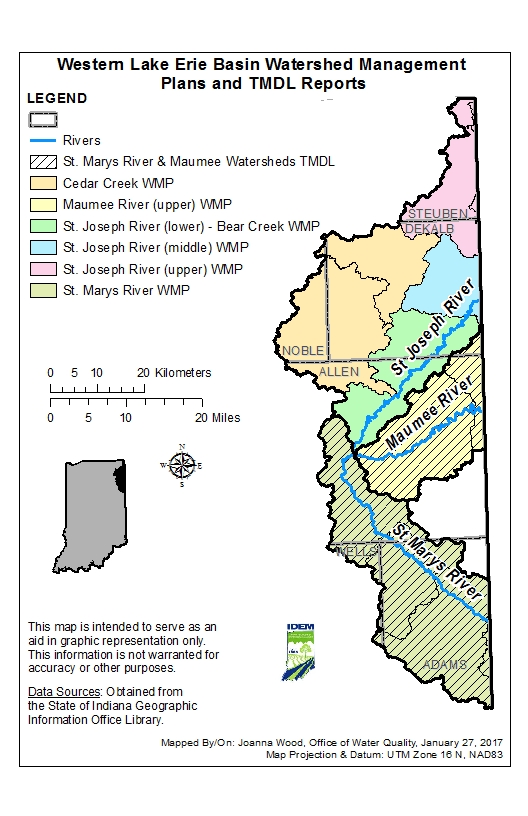 Western Lake Erie Basin Watershed Management
Plans and TMDL Reports
LEGEND
Rivers
St. Marys River & Maumee Watersheds TMDL
Cedar Creek WMP
Maumee River (upper) WMP
St. Joseph River (lower) - Bear Creek WMP
St. Joseph River (middle) WMP
St. Joseph River (upper) WMP
St. Marys River WMP
STEUBEN
DEKALB
St Joseph River
NOBLE
ALLEN
Maumee River
0 5 10 20 Kilometers
0 5 10 20 Miles
N
W E
S
WELLS
St. Marys River
ADAMS
This map is intended to serve as an
aid in graphic representation only.
This information is not warranted for
accuracy or other purposes.
Data Sources: Obtained from
the State of Indiana Geographic
Information Office Library.
IDEM
Mapped By/On: Joanna Wood, Office of Water Quality, January 27, 2017
Map Projection & Datum: UTM Zone 16 N, NAD83